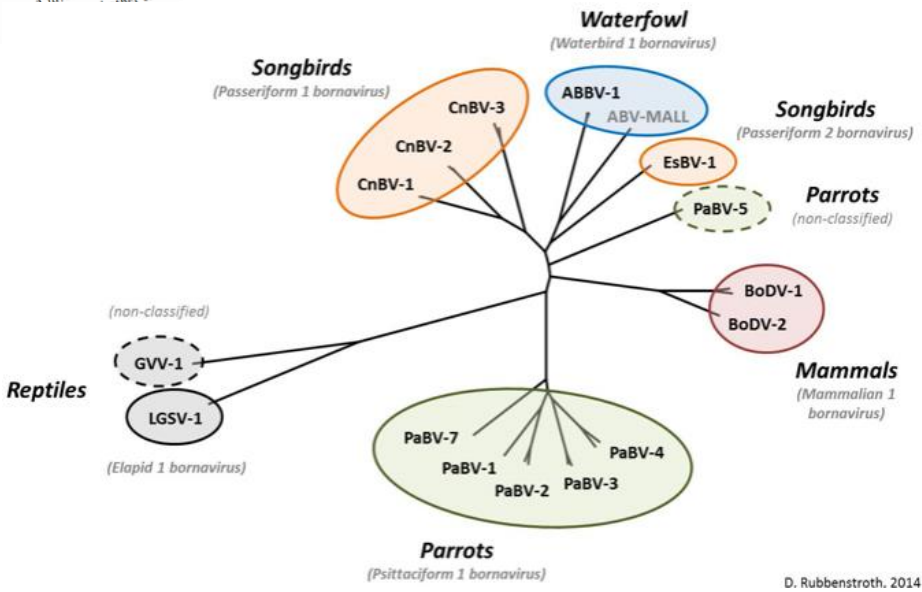 Waterfowl
(Waterbird 1 bornavirus)
Songbirds
(Passeriform 1 bornavirus)
CnBV-3
CnBV-2
CnBV-1
ABBV-1
ABV-MALL
Songbirds
(Passeriform 2 bornavirus)
EsBV-1
Parrots
(non-classified)
PaBV-5
BoDV-1
BoDV-2
Mammals
(Mammalian 1
bornavirus)
(non-classified)
GVV-1
Reptiles
LGSV-1
(Elapid 1 bornavirus)
PaBV-7
PaBV-1
PaBV-2
PaBV-3
PaBV-4
Parrots
(Psittaciform 1 bornavirus)
D. Rubbenstroth, 2014